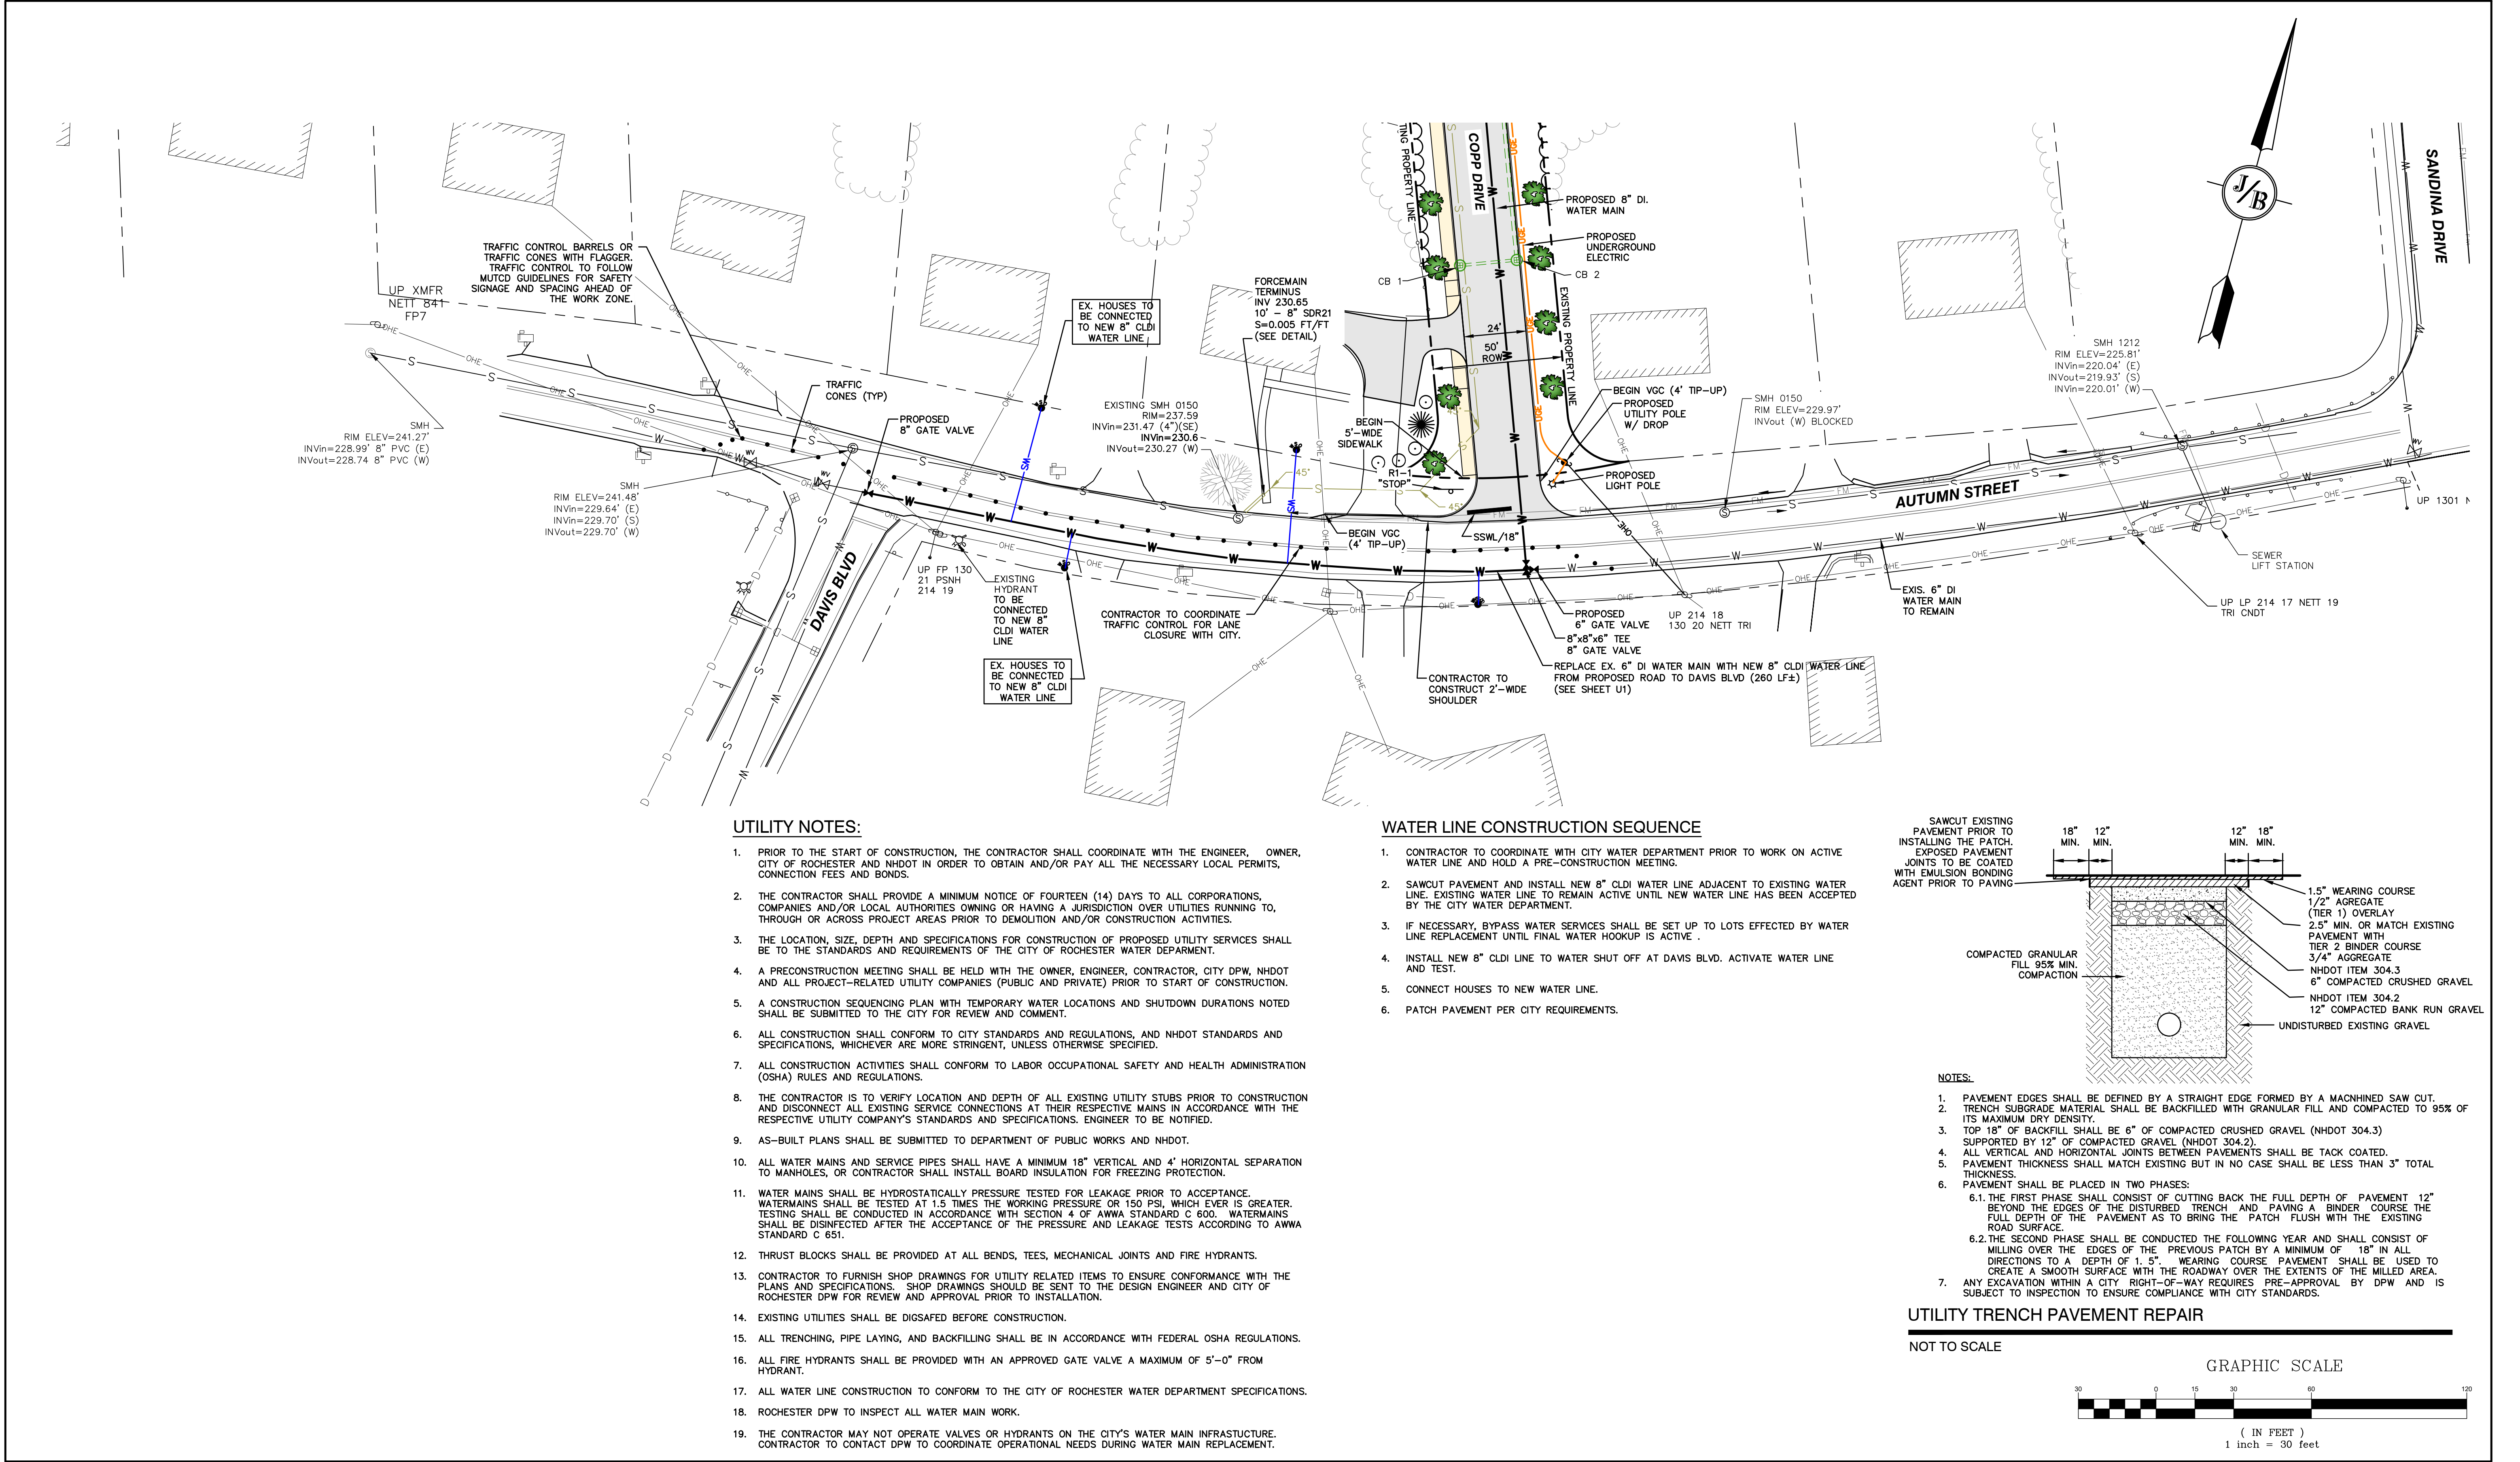 TRAFFIC CONTROL BARRELS OR
TRAFFIC CONES WITH FLAGGER.
TRAFFIC CONTROL TO FOLLOW
MUTCD GUIDELINES FOR SAFETY
SIGNAGE AND SPACING AHEAD OF
THE WORK ZONE.
UP XMFR
NETT 841
FP7
SMH
RIM ELEV=241.27'
INVin=228.99' 8" PVC (E)
INVout=228.74 8" PVC (W)
SMH
RIM ELEV=241.48'
INVin=229.64' (E)
INVin=229.70' (S)
INVout=229.70' (W)
TRAFFIC
CONES (TYP)
PROPOSED
8" GATE VALVE
EX. HOUSES TO
BE CONNECTED
TO NEW 8" CLDI
WATER LINE
EXISTING SMH 0150
RIM=237.59
INVin=231.47 (4")(SE)
INVin=230.6
INVout=230.27 (W)
FORCEMAIN
TERMINUS
INV 230.65
10' - 8" SDR21
S=0.005 FT/FT
(SEE DETAIL)
TING PROPERTY LINE
COPP DRIVE
UGE
PROPOSED 8" DI.
WATER MAIN
PROPOSED
UNDERGROUND
ELECTRIC
CB 1
CB 2
EXISTING PROPERTY LINE
24'
50'
ROW
BEGIN
5'-WIDE
SIDEWALK
R1-1
"STOP"
45°
45°
BEGIN VGC (4' TIP-UP)
PROPOSED
UTILITY POLE
W/ DROP
PROPOSED
LIGHT POLE
SMH 0150
RIM ELEV=229.97'
INVout (W) BLOCKED
SMH 1212
RIM ELEV=225.81'
INVin=220.04' (E)
INVout=219.93' (S)
INVin=220.01' (W)
SANDINA DRIVE
J/B
AUTUMN STREET
UP 1301 N
SEWER
LIFT STATION
UP LP 214 17 NETT 19
TRI CNDT
EXIS. 6" DI
WATER MAIN
TO REMAIN
UP 214 18
130 20 NETT TRI
BEGIN VGC
(4' TIP-UP)
SSWL/18"
PROPOSED
6" GATE VALVE
8"x8"x6" TEE
8" GATE VALVE
REPLACE EX. 6" DI WATER MAIN WITH NEW 8" CLDI WATER LINE
FROM PROPOSED ROAD TO DAVIS BLVD (260 LF±)
(SEE SHEET U1)
CONTRACTOR TO
CONSTRUCT 2'-WIDE
SHOULDER
CONTRACTOR TO COORDINATE
TRAFFIC CONTROL FOR LANE
CLOSURE WITH CITY.
EXISTING
HYDRANT
TO BE
CONNECTED
TO NEW 8"
CLDI WATER
LINE
EX. HOUSES TO
BE CONNECTED
TO NEW 8" CLDI
WATER LINE
UP FP 130
21 PSNH
214 19
DAVIS BLVD
UTILITY NOTES:
1. PRIOR TO THE START OF CONSTRUCTION, THE CONTRACTOR SHALL COORDINATE WITH THE ENGINEER, OWNER,
CITY OF ROCHESTER AND NHDOT IN ORDER TO OBTAIN AND/OR PAY ALL THE NECESSARY LOCAL PERMITS,
CONNECTION FEES AND BONDS.
2. THE CONTRACTOR SHALL PROVIDE A MINIMUM NOTICE OF FOURTEEN (14) DAYS TO ALL CORPORATIONS,
COMPANIES AND/OR LOCAL AUTHORITIES OWNING OR HAVING A JURISDICTION OVER UTILITIES RUNNING TO,
THROUGH OR ACROSS PROJECT AREAS PRIOR TO DEMOLITION AND/OR CONSTRUCTION ACTIVITIES.
3. THE LOCATION, SIZE, DEPTH AND SPECIFICATIONS FOR CONSTRUCTION OF PROPOSED UTILITY SERVICES SHALL
BE TO THE STANDARDS AND REQUIREMENTS OF THE CITY OF ROCHESTER WATER DEPARMENT.
4. A PRECONSTRUCTION MEETING SHALL BE HELD WITH THE OWNER, ENGINEER, CONTRACTOR, CITY DPW, NHDOT
AND ALL PROJECT-RELATED UTILITY COMPANIES (PUBLIC AND PRIVATE) PRIOR TO START OF CONSTRUCTION.
5. A CONSTRUCTION SEQUENCING PLAN WITH TEMPORARY WATER LOCATIONS AND SHUTDOWN DURATIONS NOTED
SHALL BE SUBMITTED TO THE CITY FOR REVIEW AND COMMENT.
6. ALL CONSTRUCTION SHALL CONFORM TO CITY STANDARDS AND REGULATIONS, AND NHDOT STANDARDS AND
SPECIFICATIONS, WHICHEVER ARE MORE STRINGENT, UNLESS OTHERWISE SPECIFIED.
7. ALL CONSTRUCTION ACTIVITIES SHALL CONFORM TO LABOR OCCUPATIONAL SAFETY AND HEALTH ADMINISTRATION
(OSHA) RULES AND REGULATIONS.
8. THE CONTRACTOR IS TO VERIFY LOCATION AND DEPTH OF ALL EXISTING UTILITY STUBS PRIOR TO CONSTRUCTION
AND DISCONNECT ALL EXISTING SERVICE CONNECTIONS AT THEIR RESPECTIVE MAINS IN ACCORDANCE WITH THE
RESPECTIVE UTILITY COMPANY'S STANDARDS AND SPECIFICATIONS. ENGINEER TO BE NOTIFIED.
9. AS-BUILT PLANS SHALL BE SUBMITTED TO DEPARTMENT OF PUBLIC WORKS AND NHDOT.
10. ALL WATER MAINS AND SERVICE PIPES SHALL HAVE A MINIMUM 18" VERTICAL AND 4' HORIZONTAL SEPARATION
TO MANHOLES, OR CONTRACTOR SHALL INSTALL BOARD INSULATION FOR FREEZING PROTECTION.
11. WATER MAINS SHALL BE HYDROSTATICALLY PRESSURE TESTED FOR LEAKAGE PRIOR TO ACCEPTANCE.
WATERMAINS SHALL BE TESTED AT 1.5 TIMES THE WORKING PRESSURE OR 150 PSI, WHICH EVER IS GREATER.
TESTING SHALL BE CONDUCTED IN ACCORDANCE WITH SECTION 4 OF AWWA STANDARD C 600. WATERMAINS
SHALL BE DISINFECTED AFTER THE ACCEPTANCE OF THE PRESSURE AND LEAKAGE TESTS ACCORDING TO AWWA
STANDARD C 651.
12. THRUST BLOCKS SHALL BE PROVIDED AT ALL BENDS, TEES, MECHANICAL JOINTS AND FIRE HYDRANTS.
13. CONTRACTOR TO FURNISH SHOP DRAWINGS FOR UTILITY RELATED ITEMS TO ENSURE CONFORMANCE WITH THE
PLANS AND SPECIFICATIONS. SHOP DRAWINGS SHOULD BE SENT TO THE DESIGN ENGINEER AND CITY OF
ROCHESTER DPW FOR REVIEW AND APPROVAL PRIOR TO INSTALLATION.
14. EXISTING UTILITIES SHALL BE DIGSAFED BEFORE CONSTRUCTION.
15. ALL TRENCHING, PIPE LAYING, AND BACKFILLING SHALL BE IN ACCORDANCE WITH FEDERAL OSHA REGULATIONS.
16. ALL FIRE HYDRANTS SHALL BE PROVIDED WITH AN APPROVED GATE VALVE A MAXIMUM OF 5'-0" FROM
HYDRANT.
17. ALL WATER LINE CONSTRUCTION TO CONFORM TO THE CITY OF ROCHESTER WATER DEPARTMENT SPECIFICATIONS.
18. ROCHESTER DPW TO INSPECT ALL WATER MAIN WORK.
19. THE CONTRACTOR MAY NOT OPERATE VALVES OR HYDRANTS ON THE CITY'S WATER MAIN INFRASTUCTURE.
CONTRACTOR TO CONTACT DPW TO COORDINATE OPERATIONAL NEEDS DURING WATER MAIN REPLACEMENT.
WATER LINE CONSTRUCTION SEQUENCE
1. CONTRACTOR TO COORDINATE WITH CITY WATER DEPARTMENT PRIOR TO WORK ON ACTIVE
WATER LINE AND HOLD A PRE-CONSTRUCTION MEETING.
2. SAWCUT PAVEMENT AND INSTALL NEW 8" CLDI WATER LINE ADJACENT TO EXISTING WATER
LINE. EXISTING WATER LINE TO REMAIN ACTIVE UNTIL NEW WATER LINE HAS BEEN ACCEPTED
BY THE CITY WATER DEPARTMENT.
3. IF NECESSARY, BYPASS WATER SERVICES SHALL BE SET UP TO LOTS EFFECTED BY WATER
LINE REPLACEMENT UNTIL FINAL WATER HOOKUP IS ACTIVE .
4. INSTALL NEW 8" CLDI LINE TO WATER SHUT OFF AT DAVIS BLVD. ACTIVATE WATER LINE
AND TEST.
5. CONNECT HOUSES TO NEW WATER LINE.
6. PATCH PAVEMENT PER CITY REQUIREMENTS.
SAWCUT EXISTING
PAVEMENT PRIOR TO
INSTALLING THE PATCH.
EXPOSED PAVEMENT
JOINTS TO BE COATED
WITH EMULSION BONDING
AGENT PRIOR TO PAVING
18" 12" 12" 18"
MIN. MIN. MIN. MIN.
1.5" WEARING COURSE
1/2" AGREGATE
(TIER 1) OVERLAY
2.5" MIN. OR MATCH EXISTING
PAVEMENT WITH
TIER 2 BINDER COURSE
3/4" AGGREGATE
NHDOT ITEM 304.3
6" COMPACTED CRUSHED GRAVEL
NHDOT ITEM 304.2
12" COMPACTED BANK RUN GRAVEL
UNDISTURBED EXISTING GRAVEL
COMPACTED GRANULAR
FILL 95% MIN.
COMPACTION
NOTES:
1. PAVEMENT EDGES SHALL BE DEFINED BY A STRAIGHT EDGE FORMED BY A MACNHINED SAW CUT.
2. TRENCH SUBGRADE MATERIAL SHALL BE BACKFILLED WITH GRANULAR FILL AND COMPACTED TO 95% OF
ITS MAXIMUM DRY DENSITY.
3. TOP 18" OF BACKFILL SHALL BE 6" OF COMPACTED CRUSHED GRAVEL (NHDOT 304.3)
SUPPORTED BY 12" OF COMPACTED GRAVEL (NHDOT 304.2).
4. ALL VERTICAL AND HORIZONTAL JOINTS BETWEEN PAVEMENTS SHALL BE TACK COATED.
5. PAVEMENT THICKNESS SHALL MATCH EXISTING BUT IN NO CASE SHALL BE LESS THAN 3" TOTAL
THICKNESS.
6. PAVEMENT SHALL BE PLACED IN TWO PHASES:
6.1. THE FIRST PHASE SHALL CONSIST OF CUTTING BACK THE FULL DEPTH OF PAVEMENT 12"
BEYOND THE EDGES OF THE DISTURBED TRENCH AND PAVING A BINDER COURSE THE
FULL DEPTH OF THE PAVEMENT AS TO BRING THE PATCH FLUSH WITH THE EXISTING
ROAD SURFACE.
6.2. THE SECOND PHASE SHALL BE CONDUCTED THE FOLLOWING YEAR AND SHALL CONSIST OF
MILLING OVER THE EDGES OF THE PREVIOUS PATCH BY A MINIMUM OF 18" IN ALL
DIRECTIONS TO A DEPTH OF 1. 5". WEARING COURSE PAVEMENT SHALL BE USED TO
CREATE A SMOOTH SURFACE WITH THE ROADWAY OVER THE EXTENTS OF THE MILLED AREA.
7. ANY EXCAVATION WITHIN A CITY RIGHT-OF-WAY REQUIRES PRE-APPROVAL BY DPW AND IS
SUBJECT TO INSPECTION TO ENSURE COMPLIANCE WITH CITY STANDARDS.
UTILITY TRENCH PAVEMENT REPAIR
NOT TO SCALE
GRAPHIC SCALE
30 0 15 30 60 120
( IN FEET )
1 inch = 30 feet